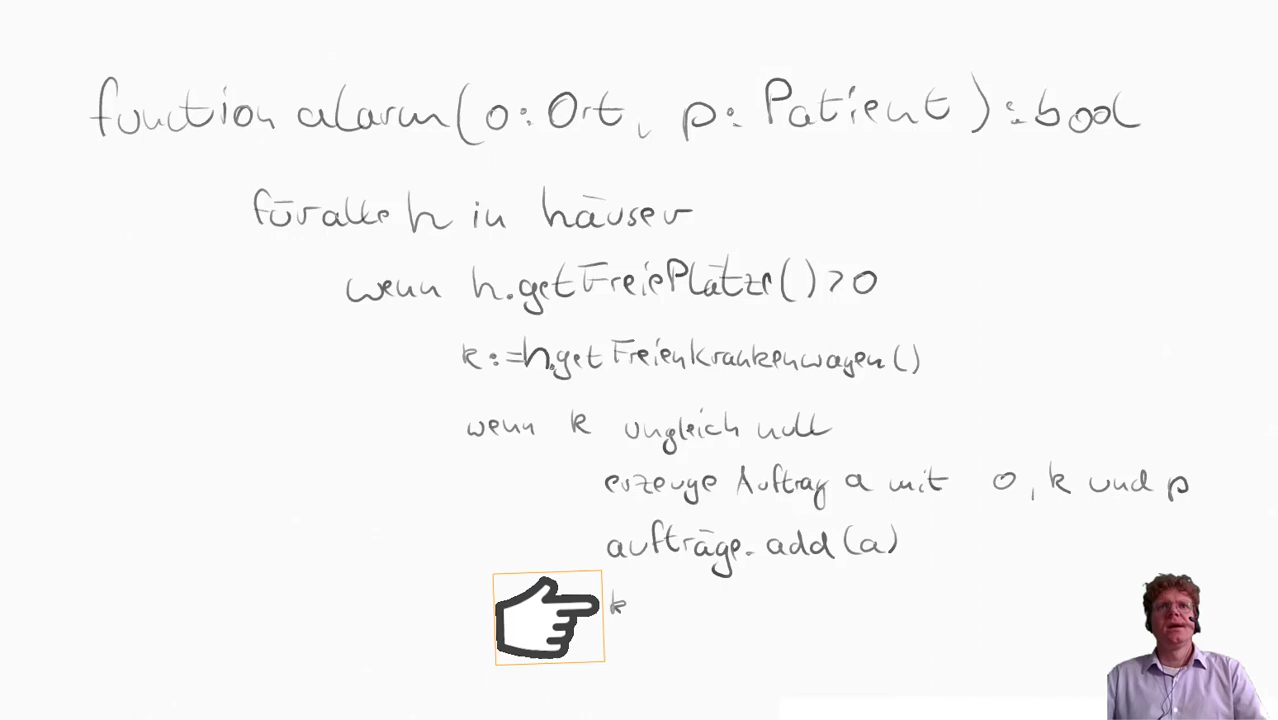 function alarm(o:Ort, p:Patient):bool
für alle h in häuser
wenn h.getFreiePlätze()>0
k:=h.getFreienKrankenwagen()
wenn k ungleich null
erzeuge Auftrag a mit o, k und p
aufträge.add(a)
k